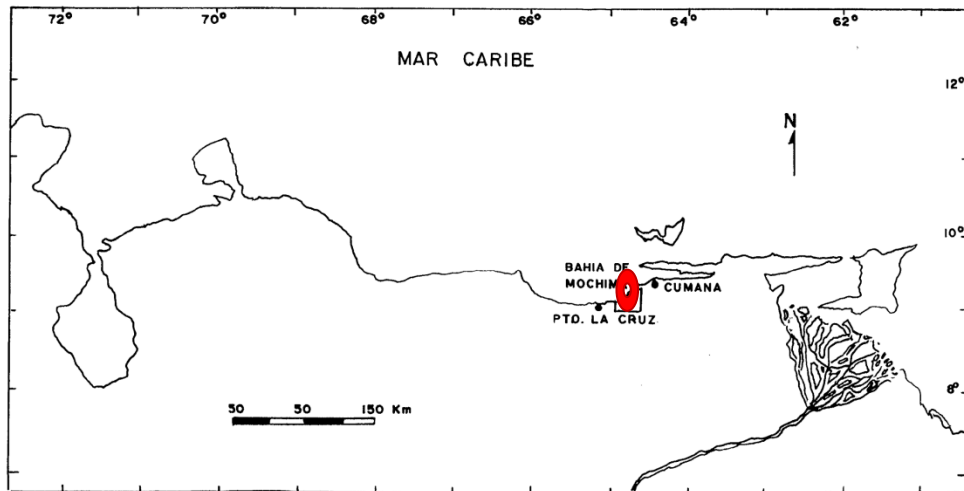 72° 70° 68° 66° 64° 62°
MAR CARIBE
12°
N
10°
BAHIA DE
MOCHIM
CUMANA
PTO. LA CRUZ
8°
50 50 150 Km